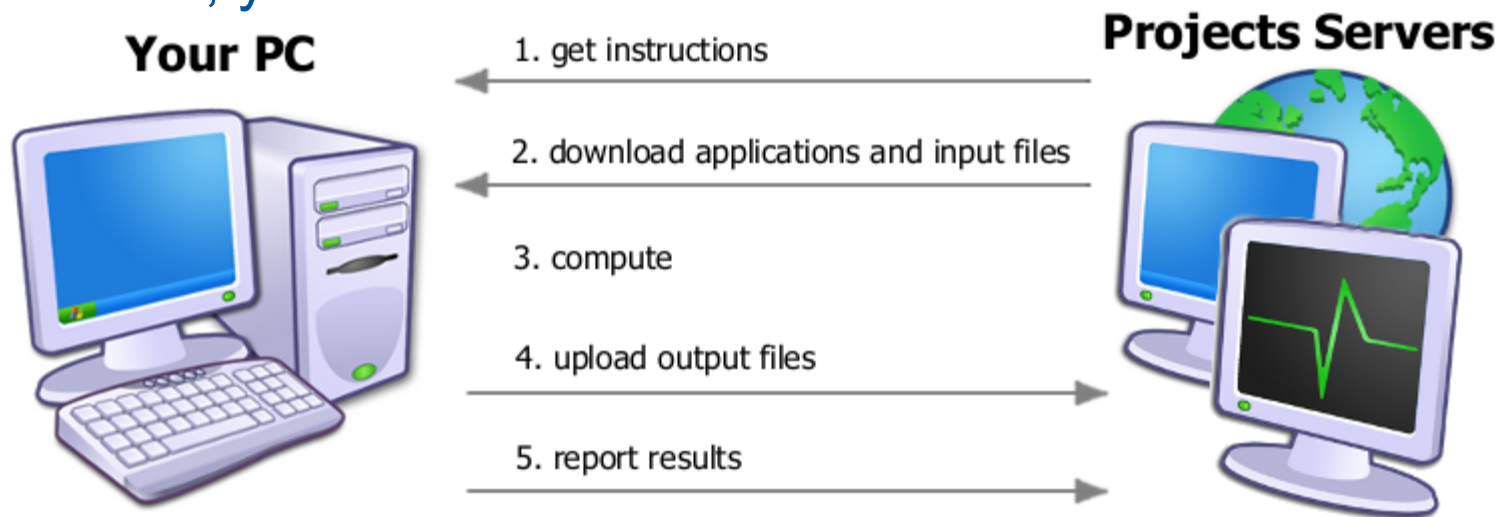 Your PC
Projects Servers
1. get instructions
2. download applications and input files
3. compute
4. upload output files
5. report results